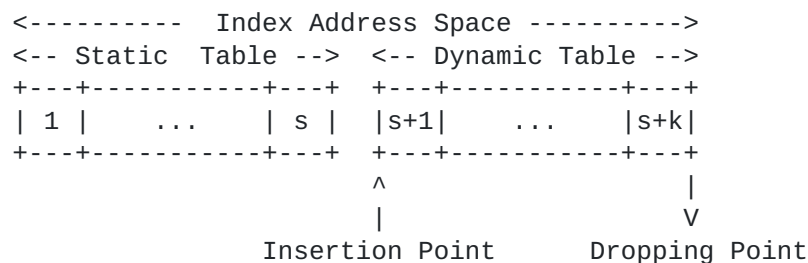 <----------  Index Address Space ---------->
<-- Static  Table -->  <-- Dynamic Table -->
+---+-----------+---+  +---+-----------+---+
| 1 |    ...    | s |  |s+1|    ...    |s+k|
+---+-----------+---+  +---+-----------+---+
                       ^                   |
                       |                   V
                Insertion Point      Dropping Point